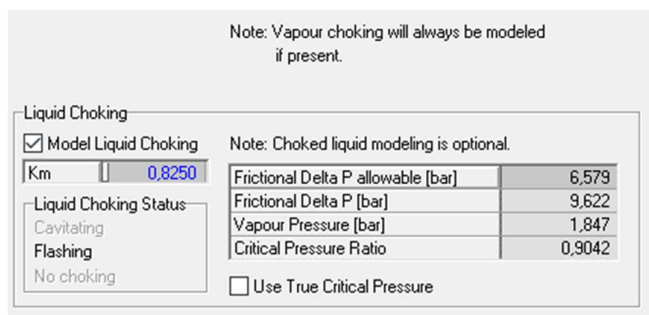 Note: Vapour choking will always be modeled
if present.
Liquid Choking
Model Liquid Choking
Note: Choked liquid modeling is optional.
Km 0,8250
Frictional Delta P allowable [bar] 6,579
Liquid Choking Status
Frictional Delta P [bar] 9,622
Cavitating
Vapour Pressure [bar] 1,847
Flashing
Critical Pressure Ratio 0,9042
No choking
Use True Critical Pressure